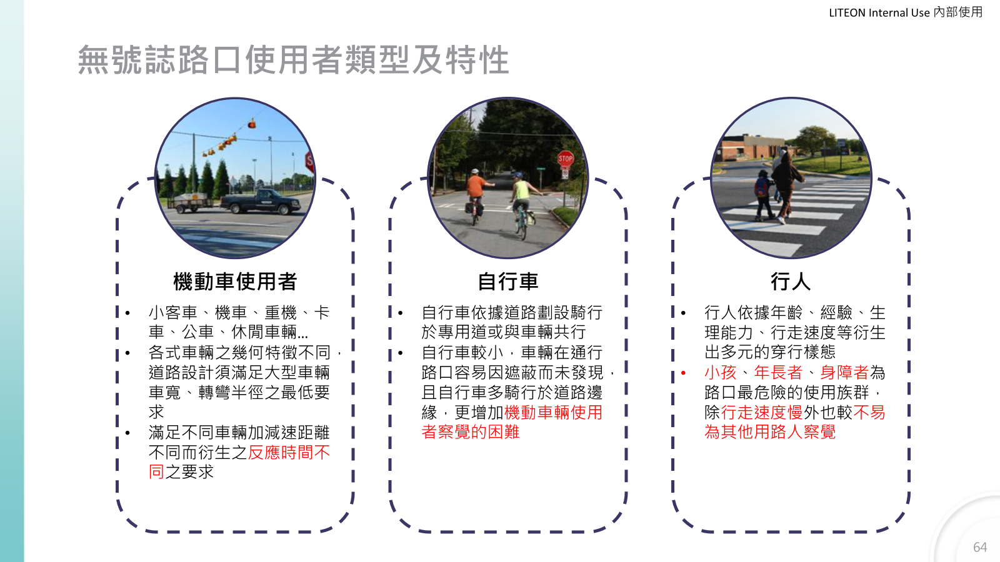 LITEON Internal Use 內部使用
無號誌路口使用者類型及特性
STOP
機動車使用者
• 小客車、機車、重機、卡
車、公車、休閒車輛...
• 各式車輛之幾何特徵不同，
道路設計須滿足大型車輛
車寬、轉彎半徑之最低要
求
• 滿足不同車輛加減速距離
不同而衍生之反應時間不
同之要求
自行車
• 自行車依據道路劃設騎行
於專用道或與車輛共行
• 自行車較小，車輛在通行
路口容易因遮蔽而未發現，
且自行車多騎行於道路邊
緣，更增加機動車輛使用
者察覺的困難
行人
• 行人依據年齡、經驗、生
理能力、行走速度等衍生
出多元的穿行樣態
• 小孩、年長者、身障者為
路口最危險的使用族群，
除行走速度慢外也較不易
為其他用路人察覺
64